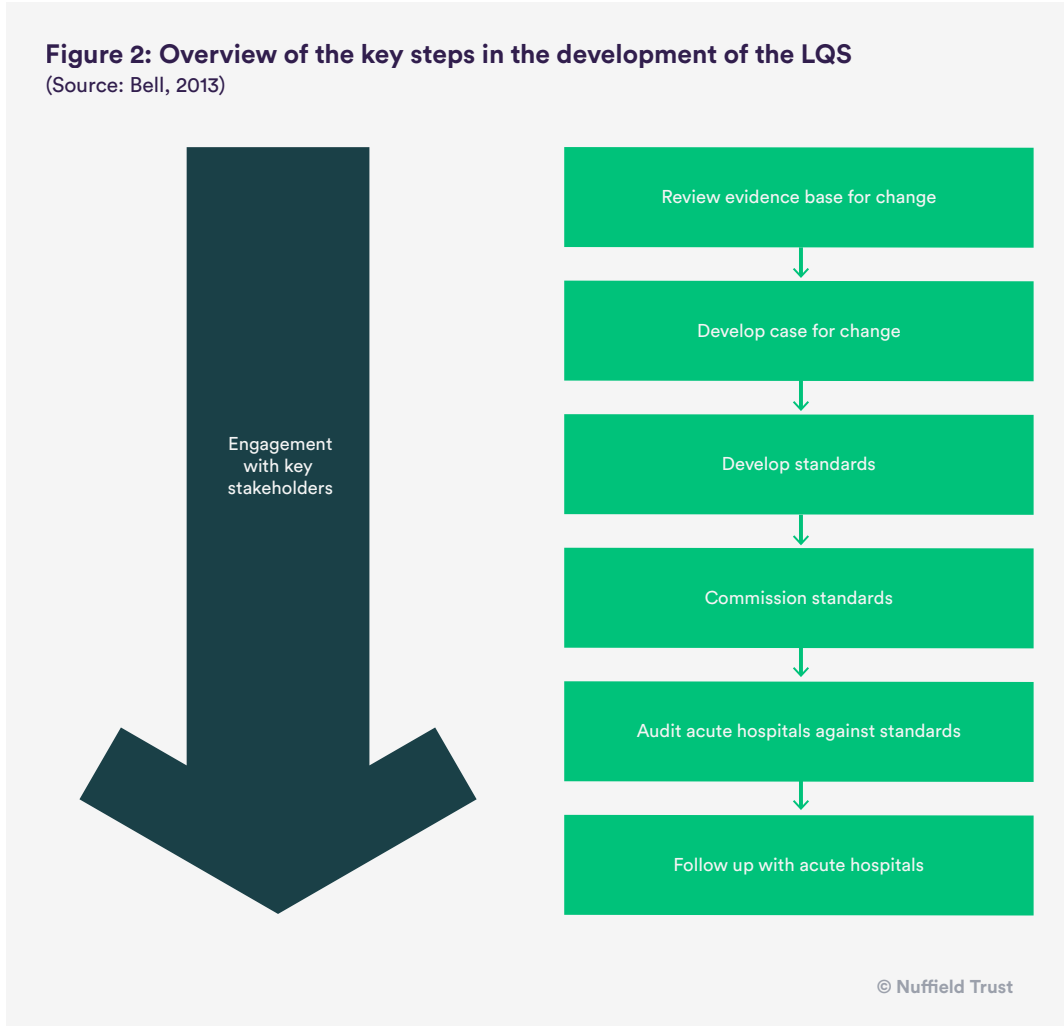 Figure 2: Overview of the key steps in the development of the LQS
(Source: Bell, 2013)
Engagement
with key
stakeholders
Review evidence base for change
Develop case for change
Develop standards
Commission standards
Audit acute hospitals against standards
Follow up with acute hospitals
© Nuffield Trust